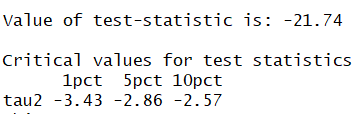 Value of test-statistic is: -21.74
Critical values for test statistics
1pct 5pct 10pct
tau2 -3.43 -2.86 -2.57